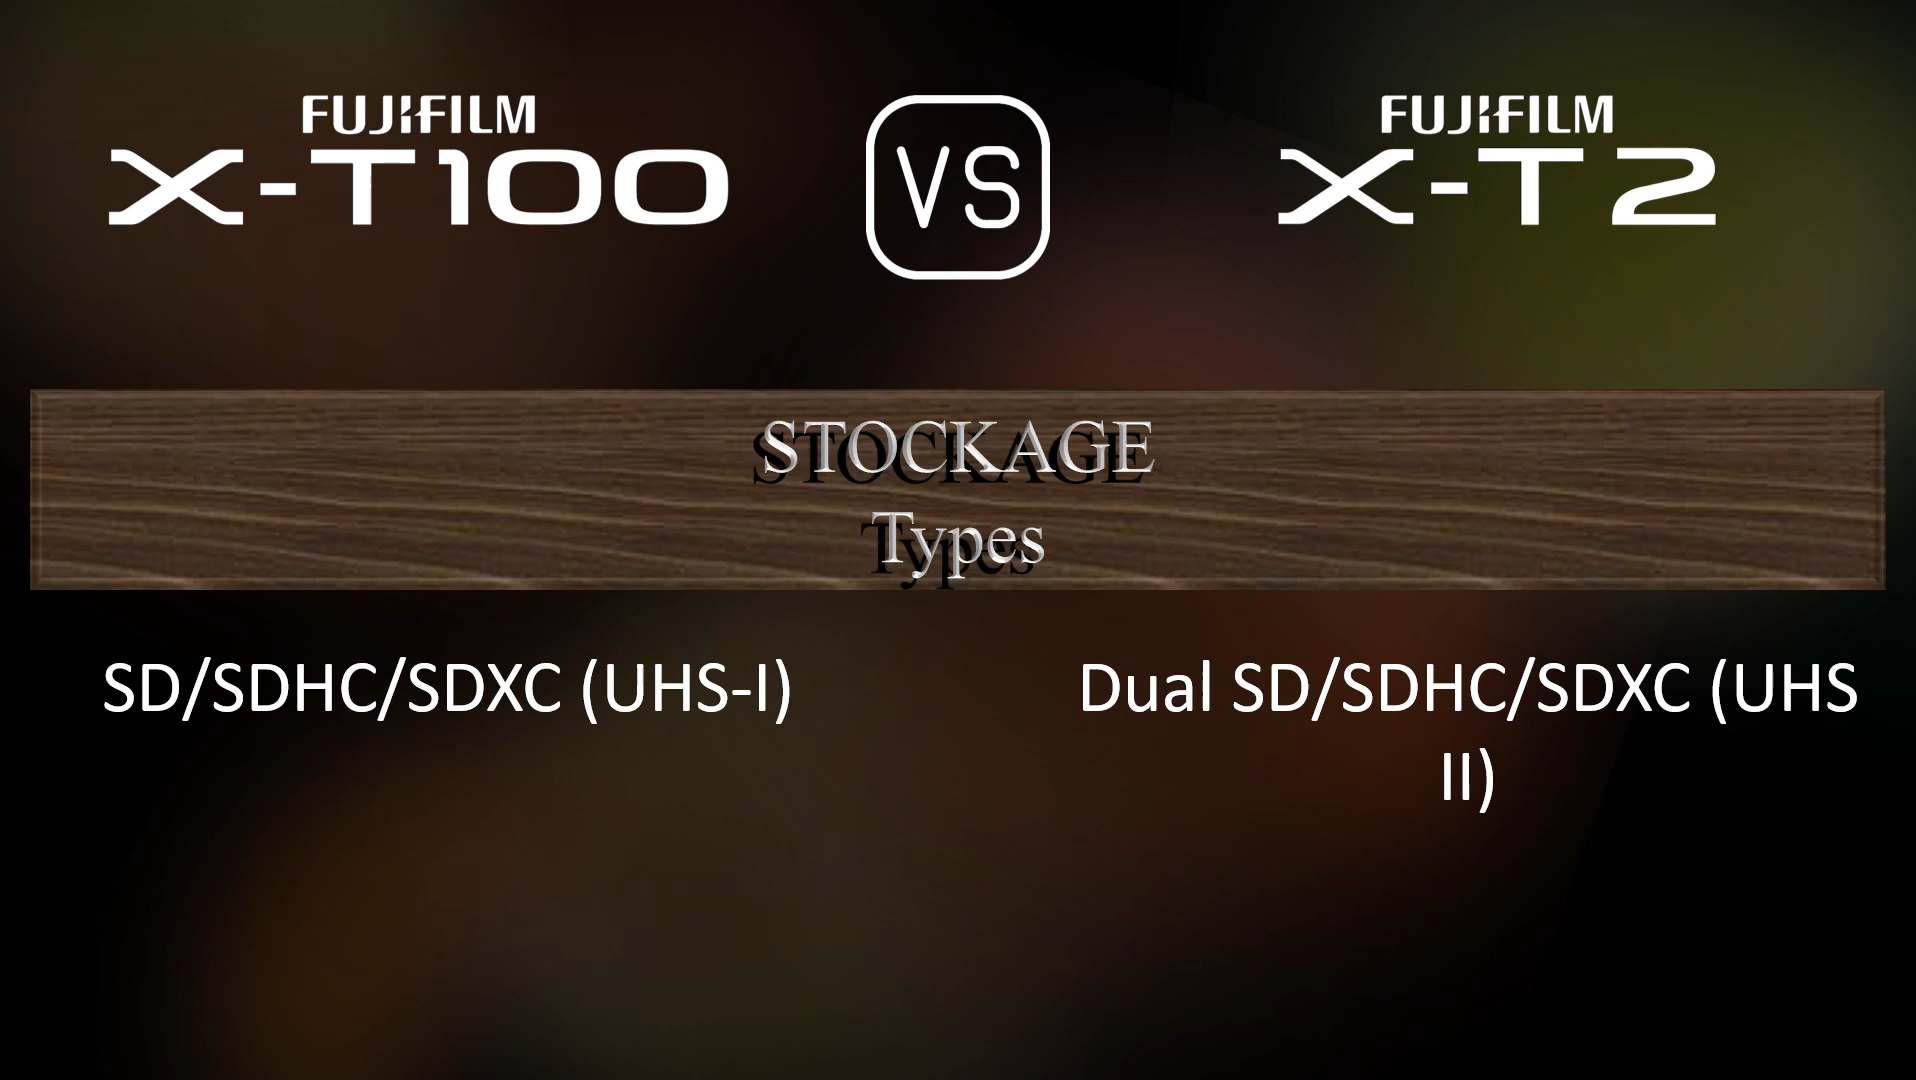 FUJIFILM
X-T100
VS
FUJIFILM
X-T2
STOCKAGE
Types
SD/SDHC/SDXC (UHS-I)
Dual SD/SDHC/SDXC (UHS
II)